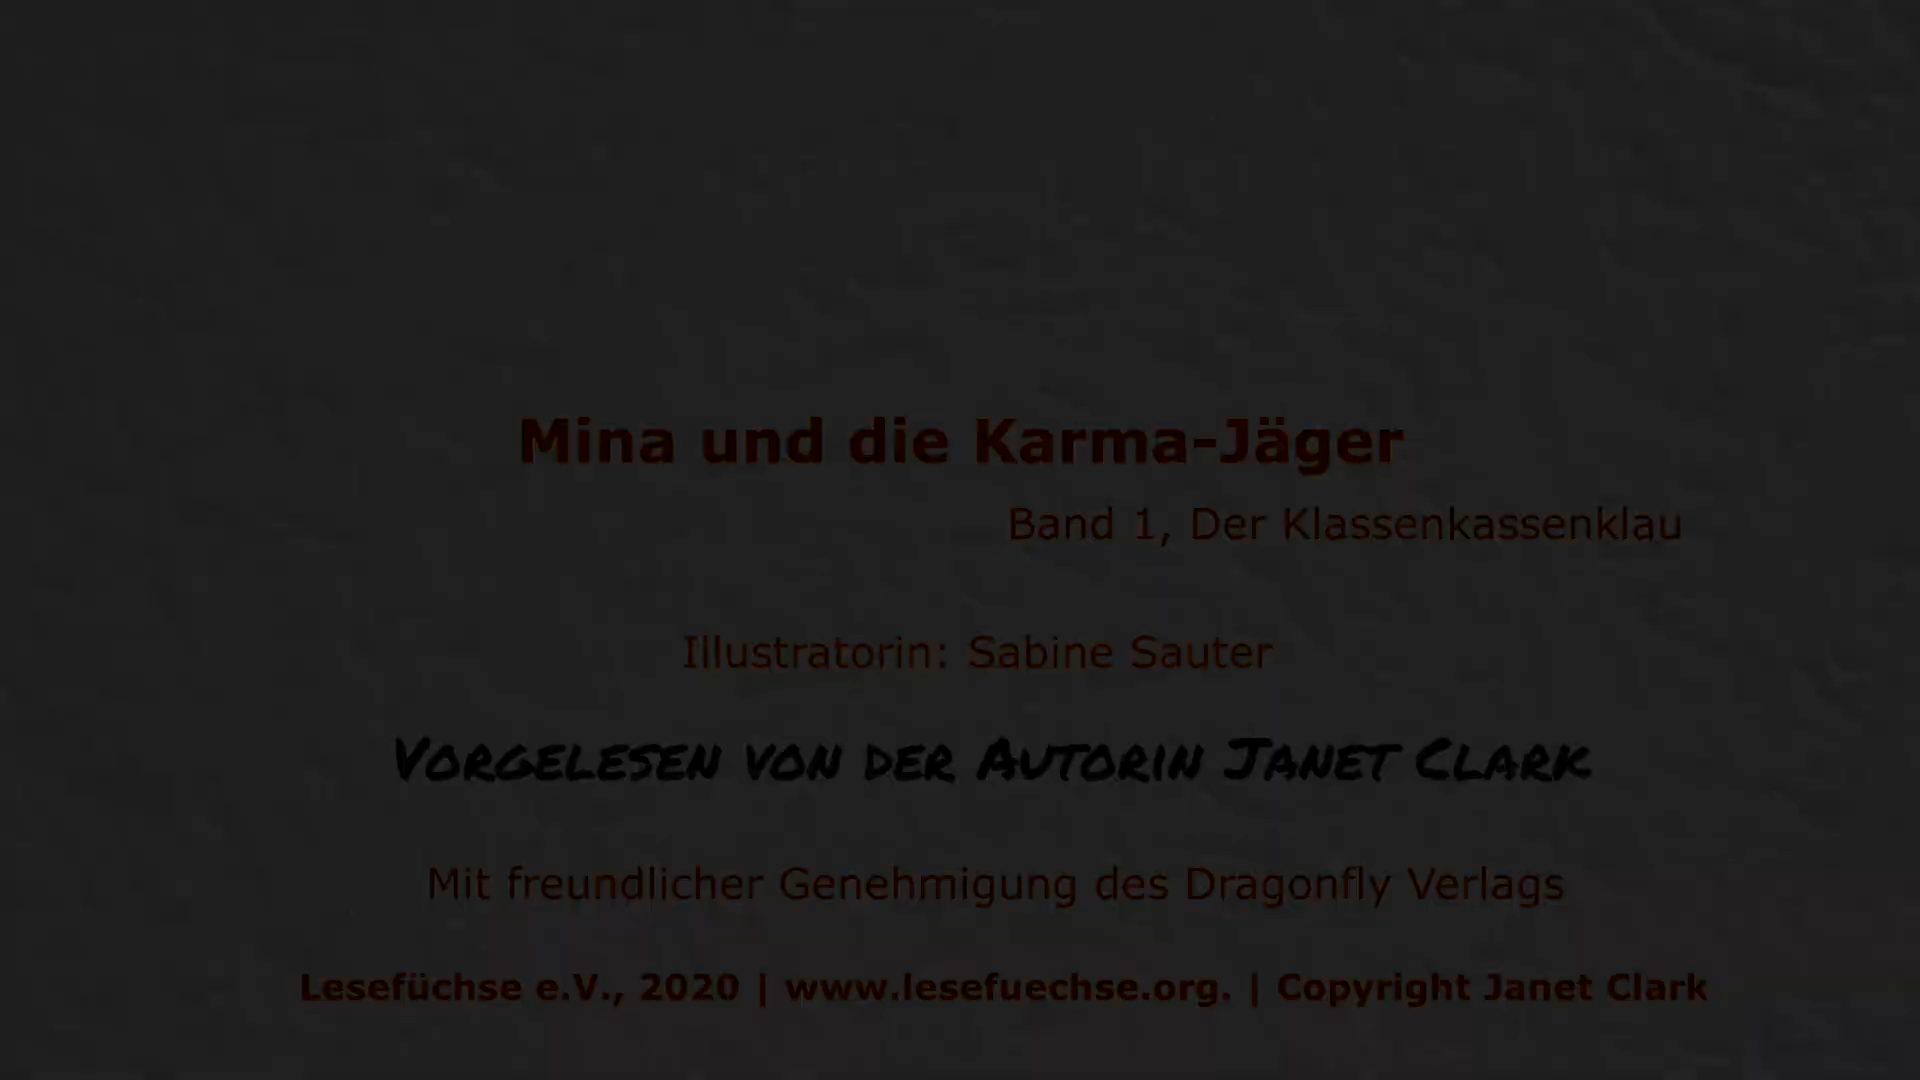 Mina und die Karma-Jäger
Band 1, Der Klassenkassenklau
Illustratorin: Sabine Sauter
Vorgelesen von der Autorin Janet Clark
Mit freundlicher Genehmigung des Dragonfly Verlags
Lesefüchse e.V., 2020 | www.lesefuechse.org. | Copyright Janet Clark